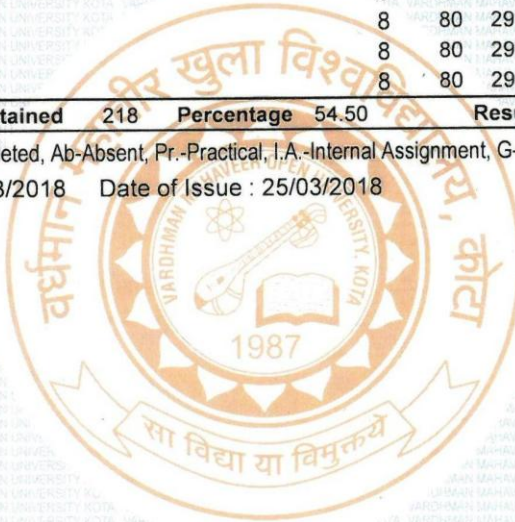 8 80 29
8 80 29
8 80 29
tained 218 Percentage 54.50 Resu
leted, Ab-Absent, Pr.-Practical, I.A.-Internal Assignment, G-
3/2018 Date of Issue : 25/03/2018
वर्धमान महावीर खुला विश्वविद्यालय, कोटा
VARDHMAN MAHAVEER OPEN UNIVERSITY, KOTA
1987
सा विद्या या विमुक्तये